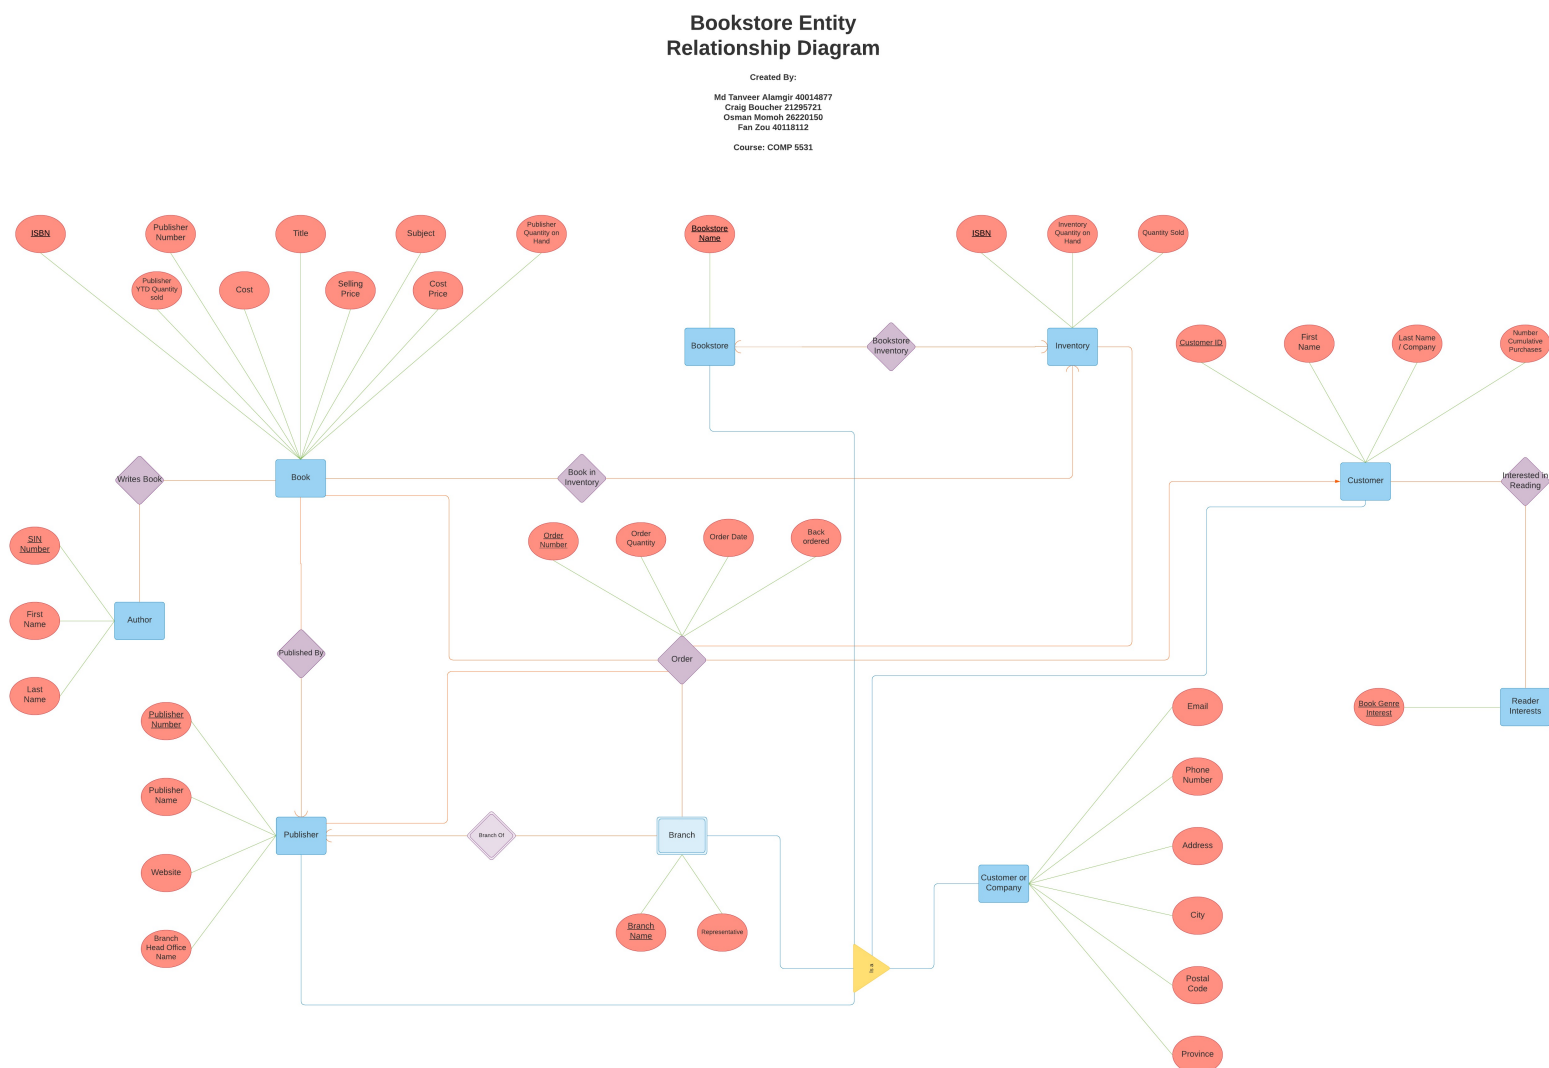 Bookstore Entity
Relationship Diagram
Created By:
Md Tanveer Alamgir 40014877
Craig Boucher 21295721
Osman Momoh 26220150
Fan Zou 40118112
Course: COMP 5531
ISBN
Publisher
Number
Title
Subject
Publisher
Quantity on
Hand
Publisher
YTD Quantity
sold
Cost
Selling
Price
Cost
Price
Bookstore
Name
ISBN
Inventory
Quantity on
Hand
Quantity Sold
Bookstore
Bookstore
Inventory
Inventory
Customer ID
First
Name
Last Name
/ Company
Number
Cumulative
Purchases
Writes Book
Book
Book in
Inventory
Customer
Interested in
Reading
SIN
Number
First
Name
Last
Name
Author
Order
Number
Order
Quantity
Order Date
Back
ordered
Published By
Order
Publisher
Number
Publisher
Name
Website
Branch
Head Office
Name
Publisher
Branch Of
Branch
Branch
Name
Representative
Book Genre
Interest
Reader
Interests
Customer or
Company
Is a
Email
Phone
Number
Address
City
Postal
Code
Province